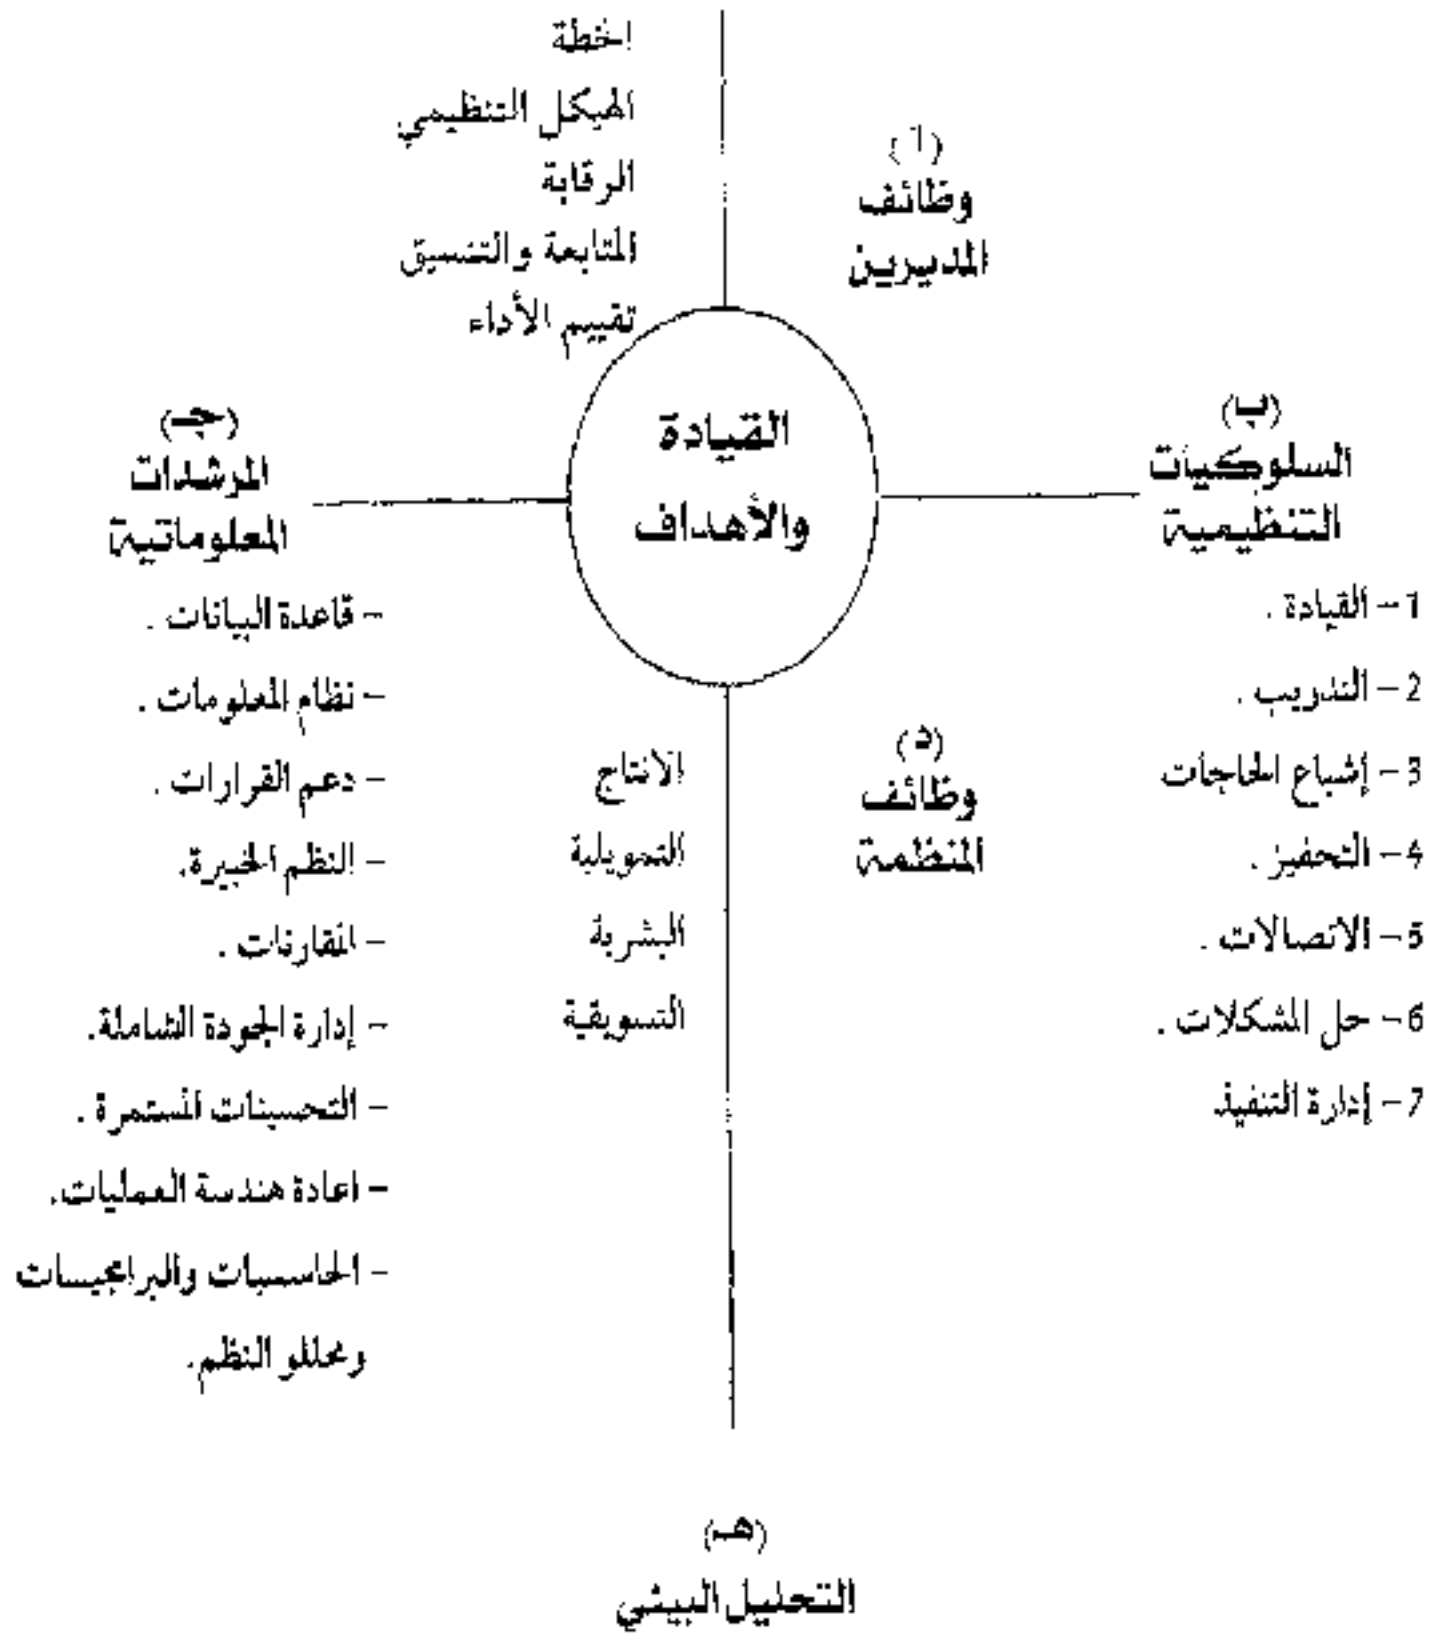 (أ)
وظائف
المديرين
الخطة
الهيكل التنظيمي
الرقابة
المتابعة والتنسيق
تقييم الأداء
القيادة
والأهداف
(ب)
السلوكيات
التنظيمية
1- القيادة .
2- التدريب .
3- إشباع الحاجات
4- التحفيز .
5- الاتصالات .
6- حل المشكلات .
7- إدارة التنفيذ
(جـ)
المرشدات
المعلوماتية
- قاعدة البيانات .
- نظام المعلومات .
- دعم القرارات .
- النظم الخبيرة.
- المقارنات .
- إدارة الجودة الشاملة.
- التحسينات المستمرة .
- اعادة هندسة العمليات.
- الحاسبات والبرامجيات
ومحللو النظم.
(د)
وظائف
المنظمة
الانتاج
التمويلية
البشرية
التسويقية
(هـ)
التحليل البيئي